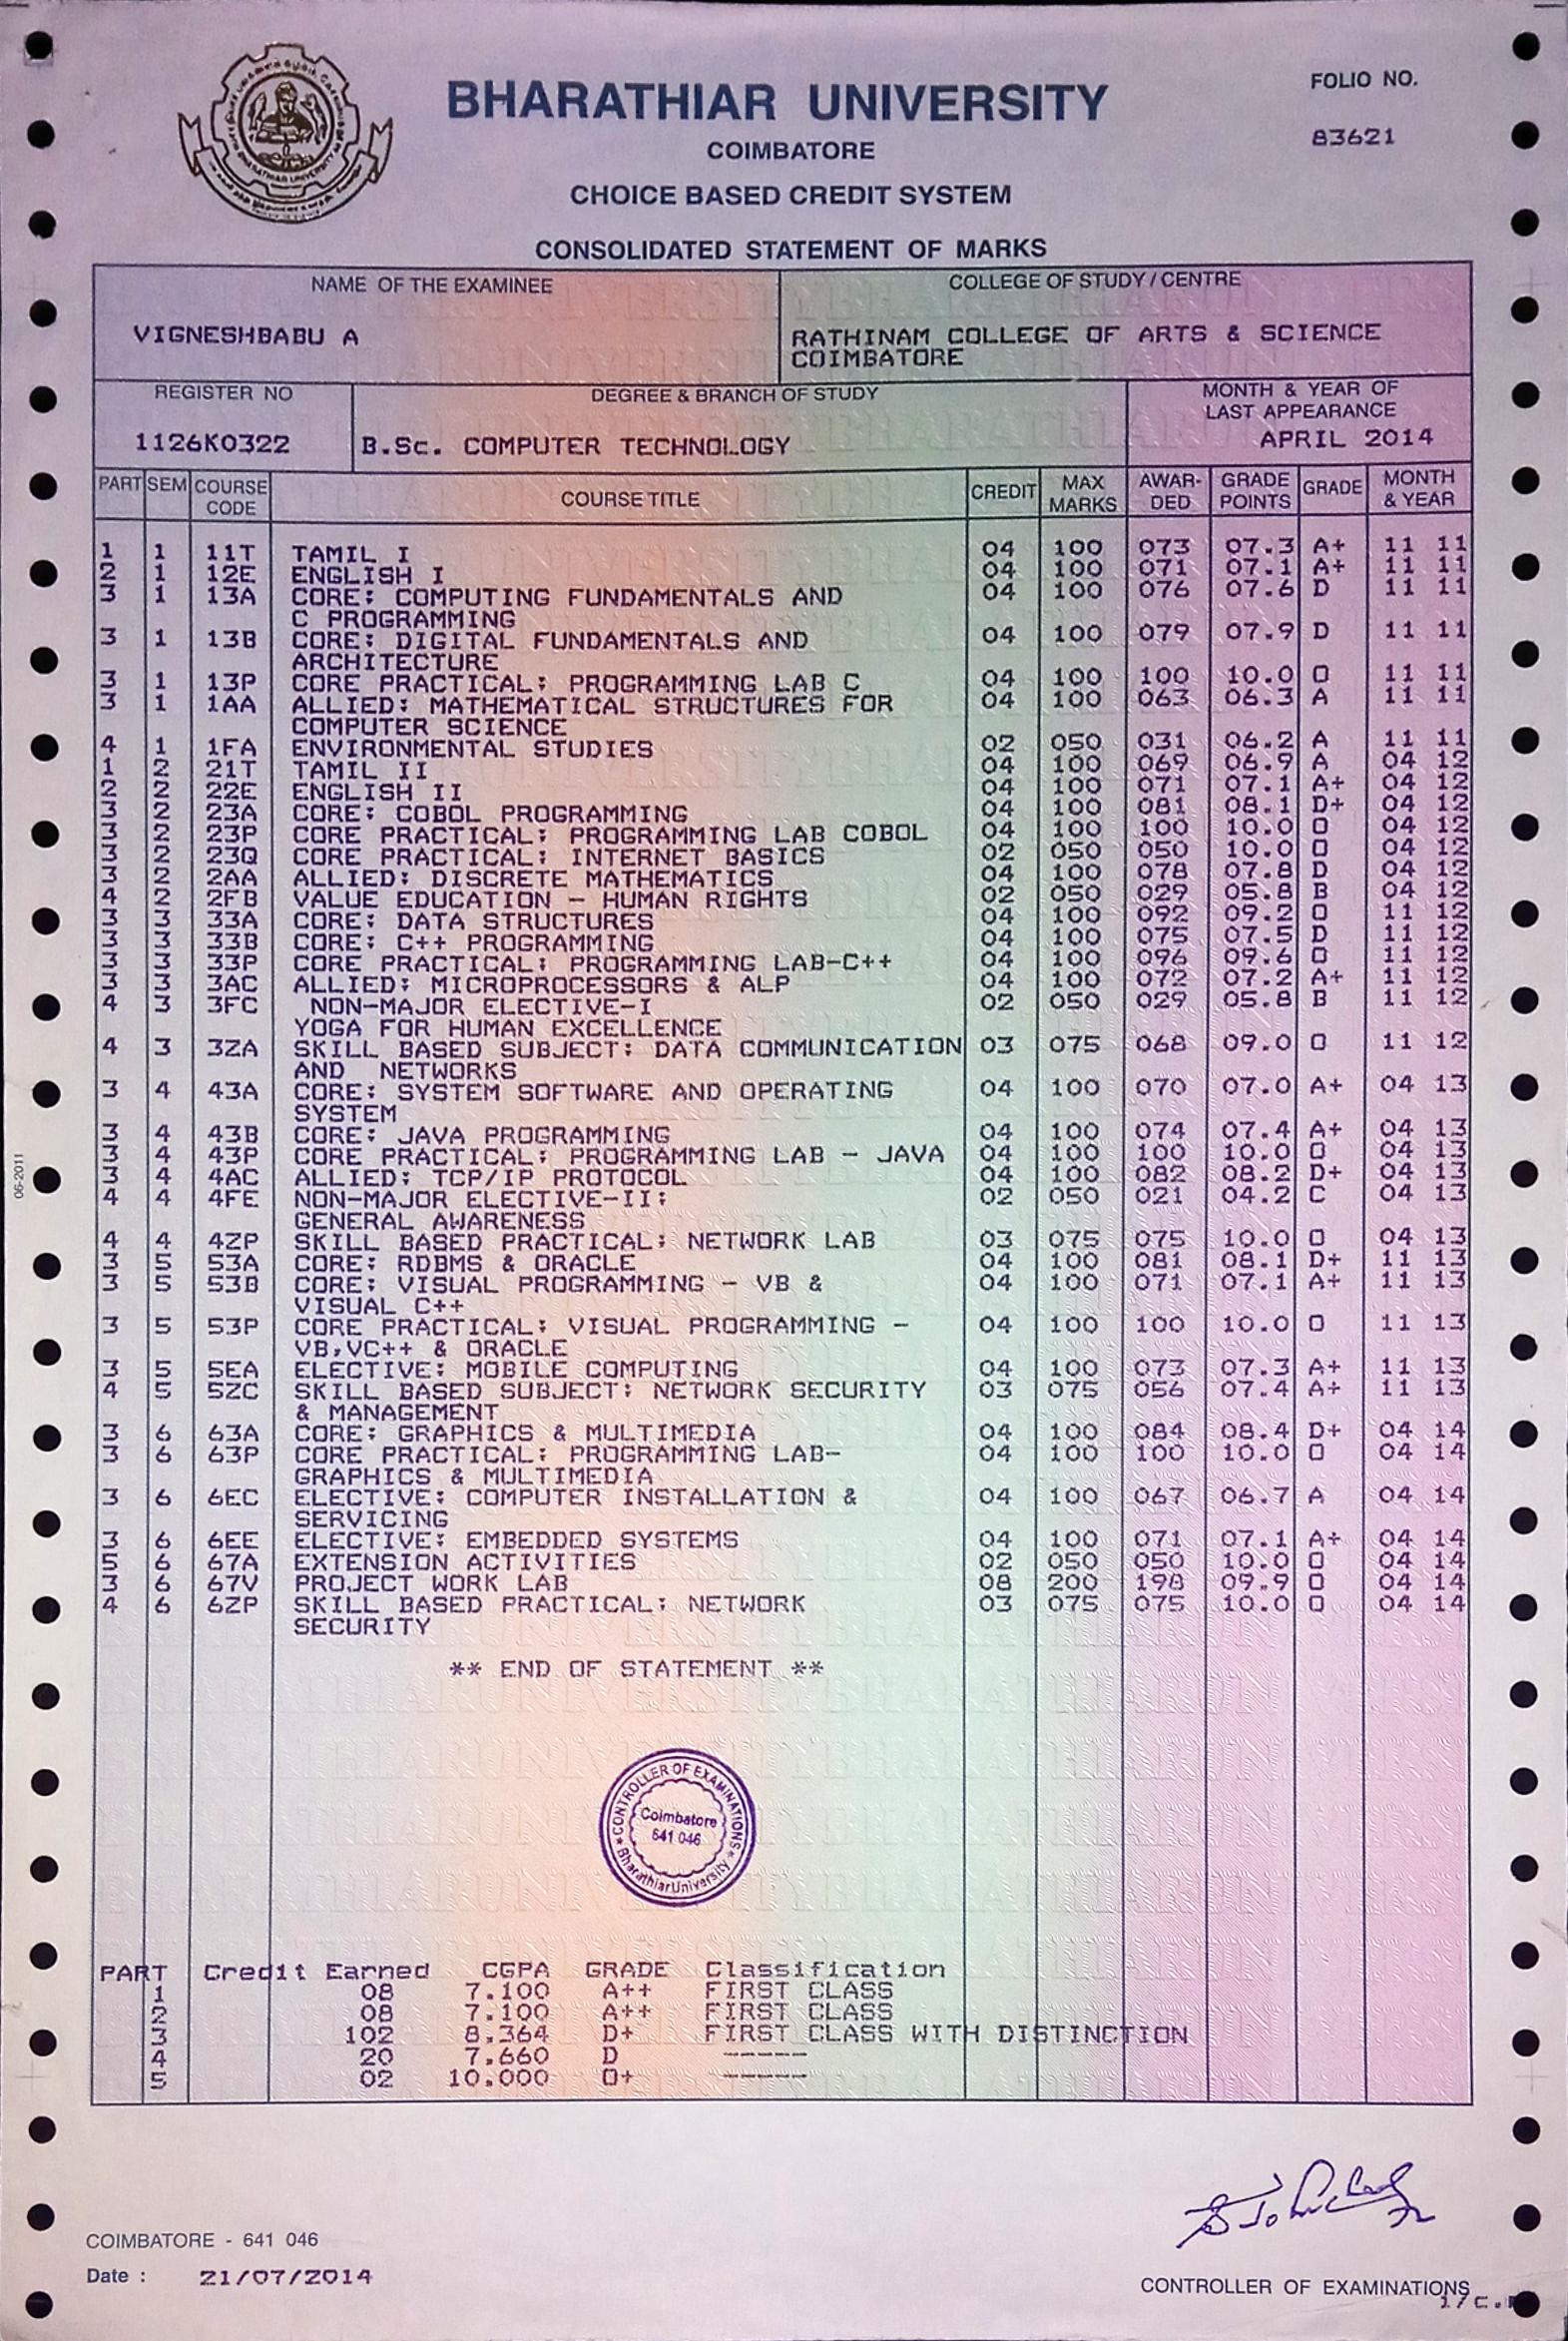 BHARATHIAR UNIVERSITY
COIMBATORE
CHOICE BASED CREDIT SYSTEM
CONSOLIDATED STATEMENT OF MARKS
FOLIO NO.
83621
NAME OF THE EXAMINEE
VIGNESHBABU A
COLLEGE OF STUDY / CENTRE
RATHINAM COLLEGE OF ARTS & SCIENCE
COIMBATORE
REGISTER NO
1126K0322
DEGREE & BRANCH OF STUDY
B.Sc. COMPUTER TECHNOLOGY
MONTH & YEAR OF
LAST APPEARANCE
APRIL 2014
PART SEM COURSE CODE COURSE TITLE CREDIT MAX MARKS AWAR-DED GRADE POINTS GRADE MONTH & YEAR
1 1 11T TAMIL I 04 100 073 07.3 A+ 11 11
2 1 12E ENGLISH I 04 100 071 07.1 A+ 11 11
3 1 13A CORE: COMPUTING FUNDAMENTALS AND 04 100 076 07.6 D 11 11
C PROGRAMMING
3 1 13B CORE: DIGITAL FUNDAMENTALS AND 04 100 079 07.9 D 11 11
ARCHITECTURE
3 1 13P CORE PRACTICAL: PROGRAMMING LAB C 04 100 100 10.0 O 11 11
3 1 1AA ALLIED: MATHEMATICAL STRUCTURES FOR 04 100 063 06.3 A 11 11
COMPUTER SCIENCE
4 1 1FA ENVIRONMENTAL STUDIES 02 050 031 06.2 A 11 11
1 2 21T TAMIL II 04 100 069 06.9 A 04 12
2 2 22E ENGLISH II 04 100 071 07.1 A+ 04 12
3 2 23A CORE: COBOL PROGRAMMING 04 100 081 08.1 D+ 04 12
3 2 23P CORE PRACTICAL: PROGRAMMING LAB COBOL 04 100 100 10.0 O 04 12
3 2 23Q CORE PRACTICAL: INTERNET BASICS 02 050 050 10.0 O 04 12
3 2 2AA ALLIED: DISCRETE MATHEMATICS 04 100 078 07.8 D 04 12
4 2 2FB VALUE EDUCATION - HUMAN RIGHTS 02 050 029 05.8 B 04 12
3 3 33A CORE: DATA STRUCTURES 04 100 092 09.2 O 11 12
3 3 33B CORE: C++ PROGRAMMING 04 100 075 07.5 D 11 12
3 3 33P CORE PRACTICAL: PROGRAMMING LAB-C++ 04 100 096 09.6 O 11 12
3 3 3AC ALLIED: MICROPROCESSORS & ALP 04 100 072 07.2 A+ 11 12
4 3 3FC NON-MAJOR ELECTIVE-I 02 050 029 05.8 B 11 12
YOGA FOR HUMAN EXCELLENCE
4 3 3ZA SKILL BASED SUBJECT: DATA COMMUNICATION 03 075 068 09.0 O 11 12
AND NETWORKS
3 4 43A CORE: SYSTEM SOFTWARE AND OPERATING 04 100 070 07.0 A+ 04 13
SYSTEM
3 4 43B CORE: JAVA PROGRAMMING 04 100 074 07.4 A+ 04 13
3 4 43P CORE PRACTICAL: PROGRAMMING LAB - JAVA 04 100 100 10.0 O 04 13
3 4 4AC ALLIED: TCP/IP PROTOCOL 04 100 082 08.2 D+ 04 13
4 4 4FE NON-MAJOR ELECTIVE-II: 02 050 021 04.2 C 04 13
GENERAL AWARENESS
4 4 4ZP SKILL BASED PRACTICAL: NETWORK LAB 03 075 075 10.0 O 04 13
3 5 53A CORE: RDBMS & ORACLE 04 100 081 08.1 D+ 11 13
3 5 53B CORE: VISUAL PROGRAMMING - VB & 04 100 071 07.1 A+ 11 13
VISUAL C++
3 5 53P CORE PRACTICAL: VISUAL PROGRAMMING - 04 100 100 10.0 O 11 13
VB,VC++ & ORACLE
3 5 5EA ELECTIVE: MOBILE COMPUTING 04 100 073 07.3 A+ 11 13
4 5 5ZC SKILL BASED SUBJECT: NETWORK SECURITY 03 075 056 07.4 A+ 11 13
& MANAGEMENT
3 6 63A CORE: GRAPHICS & MULTIMEDIA 04 100 084 08.4 D+ 04 14
3 6 63P CORE PRACTICAL: PROGRAMMING LAB- 04 100 100 10.0 O 04 14
GRAPHICS & MULTIMEDIA
3 6 6EC ELECTIVE: COMPUTER INSTALLATION & 04 100 067 06.7 A 04 14
SERVICING
3 6 6EE ELECTIVE: EMBEDDED SYSTEMS 04 100 071 07.1 A+ 04 14
5 6 67A EXTENSION ACTIVITIES 02 050 050 10.0 O 04 14
3 6 67V PROJECT WORK LAB 08 200 198 09.9 O 04 14
4 6 6ZP SKILL BASED PRACTICAL: NETWORK 03 075 075 10.0 O 04 14
SECURITY
** END OF STATEMENT **
CONTROLLER OF EXAMINATIONS
Coimbatore
641 046
Bharathiar University
PART Credit Earned CGPA GRADE Classification
1 08 7.100 A++ FIRST CLASS
2 08 7.100 A++ FIRST CLASS
3 102 8.364 D+ FIRST CLASS WITH DISTINCTION
4 20 7.660 D -----
5 02 10.000 O+ -----
06-2011
COIMBATORE - 641 046
Date : 21/07/2014
CONTROLLER OF EXAMINATIONS